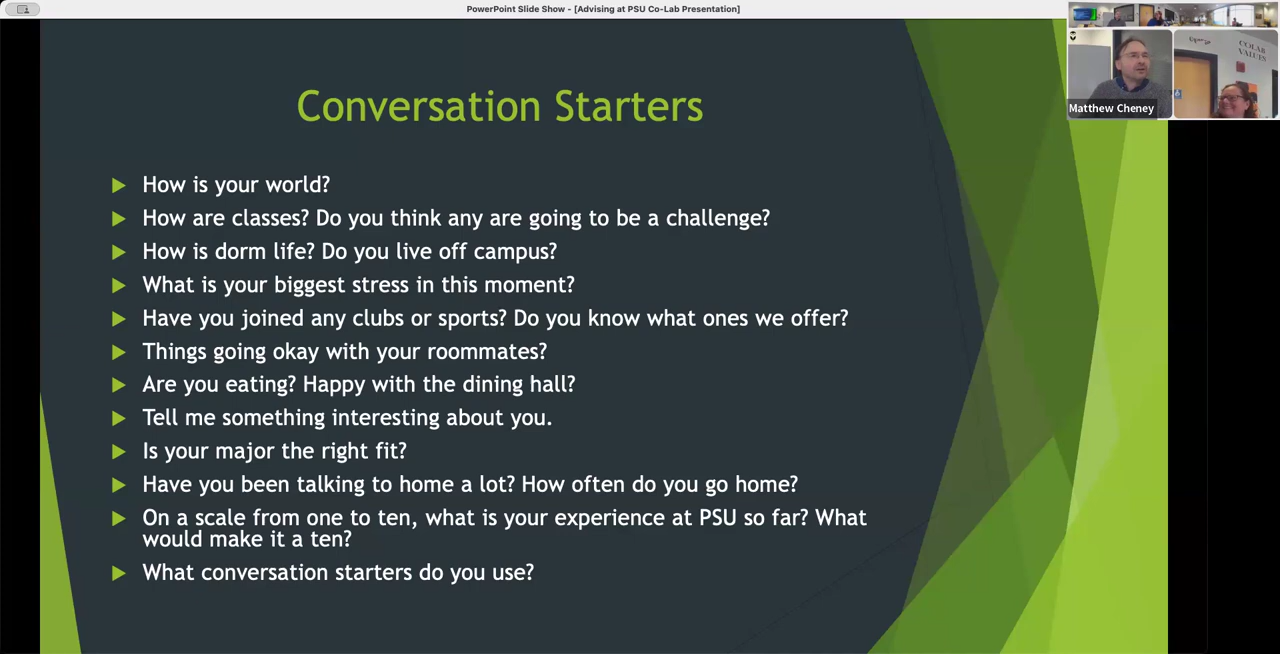 PowerPoint Slide Show - [Advising at PSU Co-Lab Presentation]
Conversation Starters
How is your world?
How are classes? Do you think any are going to be a challenge?
How is dorm life? Do you live off campus?
What is your biggest stress in this moment?
Have you joined any clubs or sports? Do you know what ones we offer?
Things going okay with your roommates?
Are you eating? Happy with the dining hall?
Tell me something interesting about you.
Is your major the right fit?
Have you been talking to home a lot? How often do you go home?
On a scale from one to ten, what is your experience at PSU so far? What
would make it a ten?
What conversation starters do you use?
Matthew Cheney
COLAB
VALUES